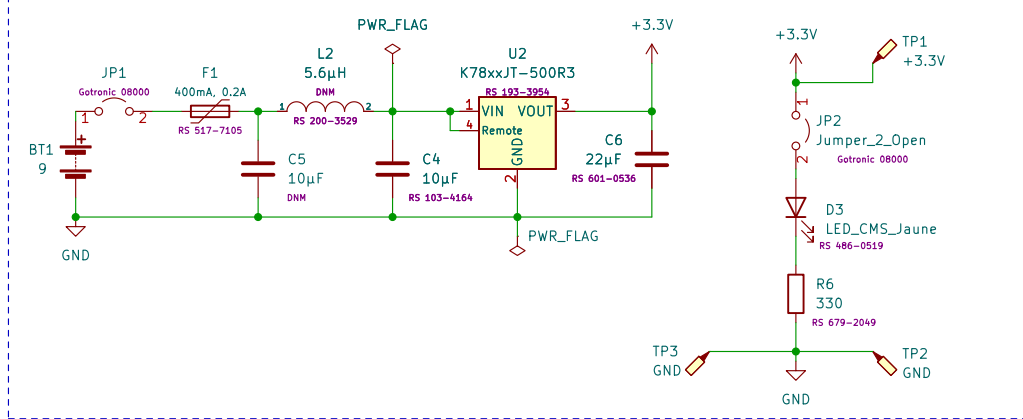 PWR_FLAG
+3.3V
+3.3V
TP1
+3.3V
JP1
Gotronic 08000
1
2
F1
400mA, 0.2A
RS 517-7105
L2
5.6µH
DNM
1
2
RS 200-3529
U2
K78xxJT-500R3
RS 193-3954
1
VIN
VOUT
3
4
Remote
GND
2
BT1
9
+
C5
10µF
DNM
C4
10µF
RS 103-4164
C6
22µF
RS 601-0536
GND
PWR_FLAG
1
JP2
Jumper_2_Open
2
Gotronic 08000
D3
LED_CMS_Jaune
RS 486-0519
R6
330
RS 679-2049
TP3
GND
TP2
GND
GND